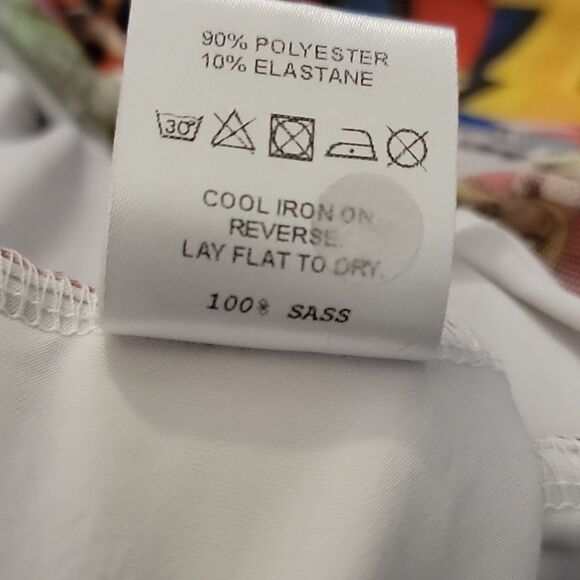 90% POLYESTER
10% ELASTANE
30°
COOL IRON ON
REVERSE.
LAY FLAT TO DRY.
100% SASS